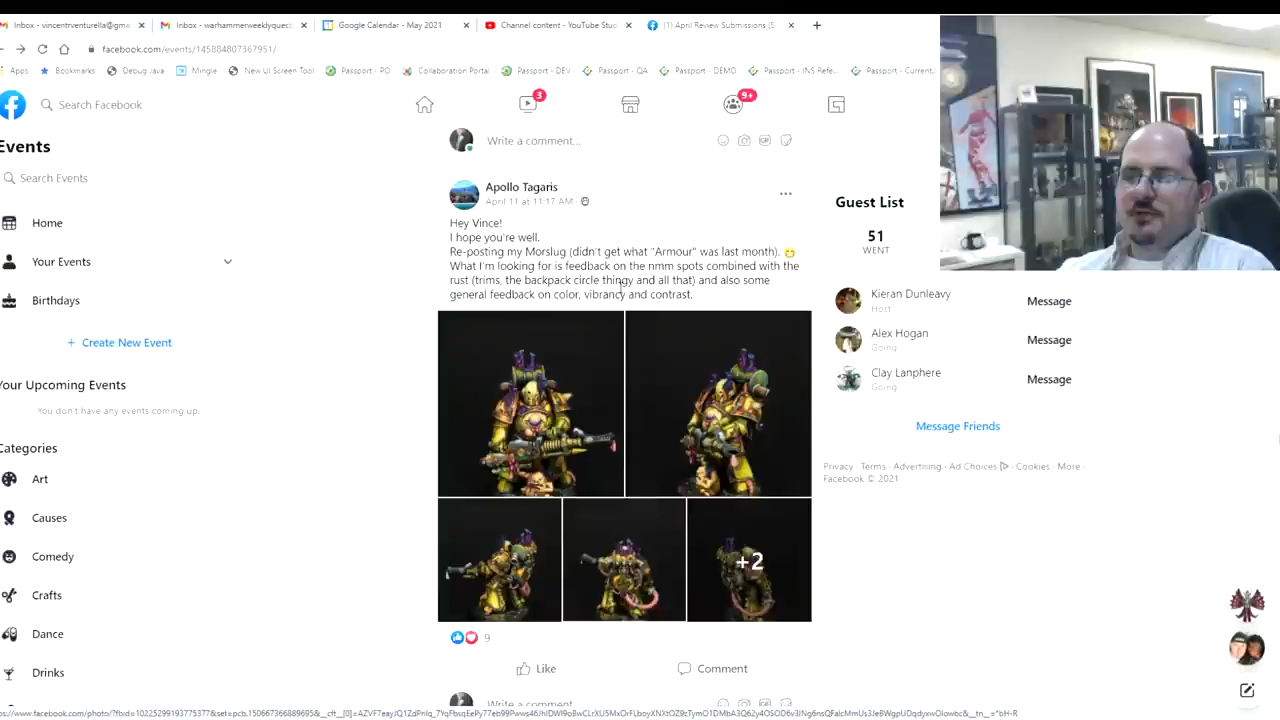 vincentrventurella@gma
Inbox - warhammerweeklyques
Google Calendar - May 2021
Channel content - YouTube Stu
(1) April Review Submissions (S
facebook.com/events/145884807367951/
Apps
Bookmarks
Debug Java
Mingle
New UI Screen Tool
Passport - PO
Collaboration Portal
Passport - DEV
Passport - QA
Passport - DEMO
Passport - INS Refe...
Passport - Current...
Search Facebook
3
9+
Events
Search Events
Home
Your Events
Birthdays
+ Create New Event
Your Upcoming Events
You don't have any events coming up.
Categories
Art
Causes
Comedy
Crafts
Dance
Drinks
Write a comment...
GIF
Apollo Tagaris
April 11 at 11:17 AM
Hey Vince!
I hope you're well.
Re-posting my Morslug (didn't get what "Armour" was last month).
What I'm looking for is feedback on the nmm spots combined with the
rust (trims, the backpack circle thingy and all that) and also some
general feedback on color, vibrancy and contrast.
+2
9
Like
Comment
Write a comment...
Guest List
51
WENT
Kieran Dunleavy
Host
Message
Alex Hogan
Going
Message
Clay Lanphere
Going
Message
Message Friends
Privacy · Terms · Advertising · Ad Choices · Cookies · More ·
Facebook © 2021